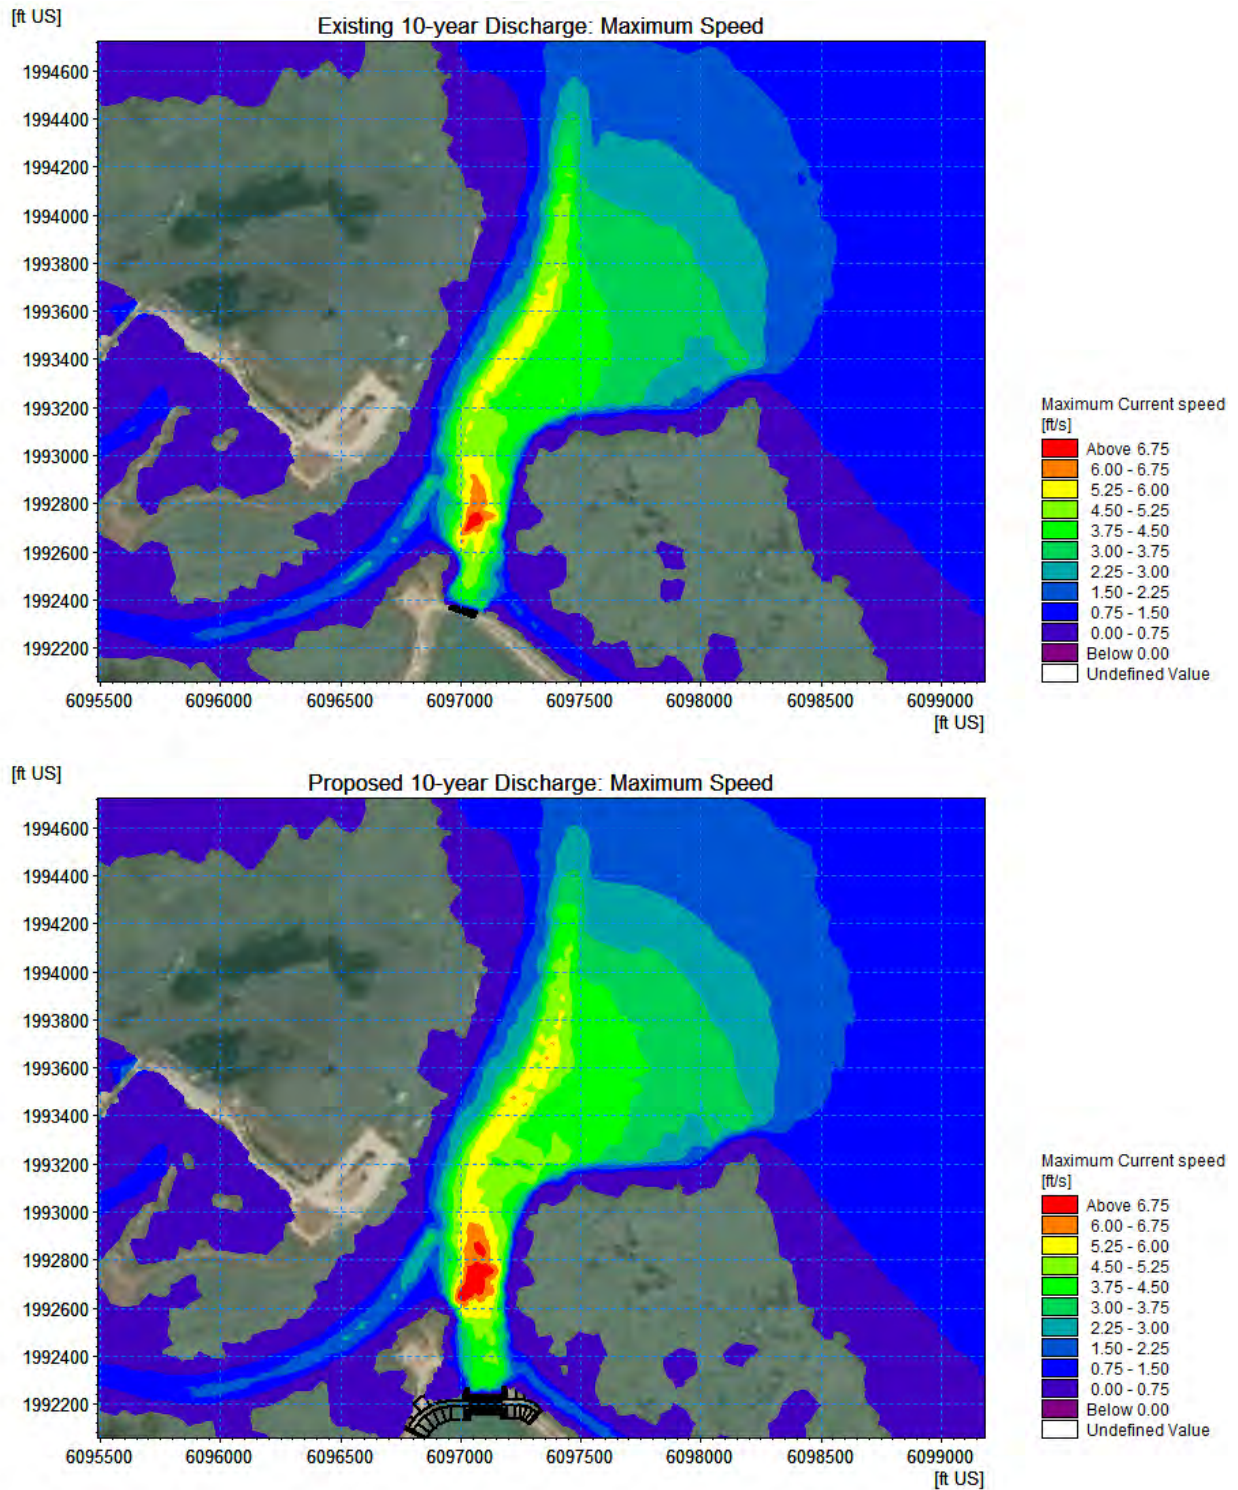 [ft US]
Existing 10-year Discharge: Maximum Speed
1994600
1994400
1994200
1994000
1993800
1993600
1993400
1993200
1993000
1992800
1992600
1992400
1992200
6095500 6096000 6096500 6097000 6097500 6098000 6098500 6099000
[ft US]
Maximum Current speed
[ft/s]
Above 6.75
6.00 - 6.75
5.25 - 6.00
4.50 - 5.25
3.75 - 4.50
3.00 - 3.75
2.25 - 3.00
1.50 - 2.25
0.75 - 1.50
0.00 - 0.75
Below 0.00
Undefined Value
[ft US]
Proposed 10-year Discharge: Maximum Speed
1994600
1994400
1994200
1994000
1993800
1993600
1993400
1993200
1993000
1992800
1992600
1992400
1992200
6095500 6096000 6096500 6097000 6097500 6098000 6098500 6099000
[ft US]
Maximum Current speed
[ft/s]
Above 6.75
6.00 - 6.75
5.25 - 6.00
4.50 - 5.25
3.75 - 4.50
3.00 - 3.75
2.25 - 3.00
1.50 - 2.25
0.75 - 1.50
0.00 - 0.75
Below 0.00
Undefined Value